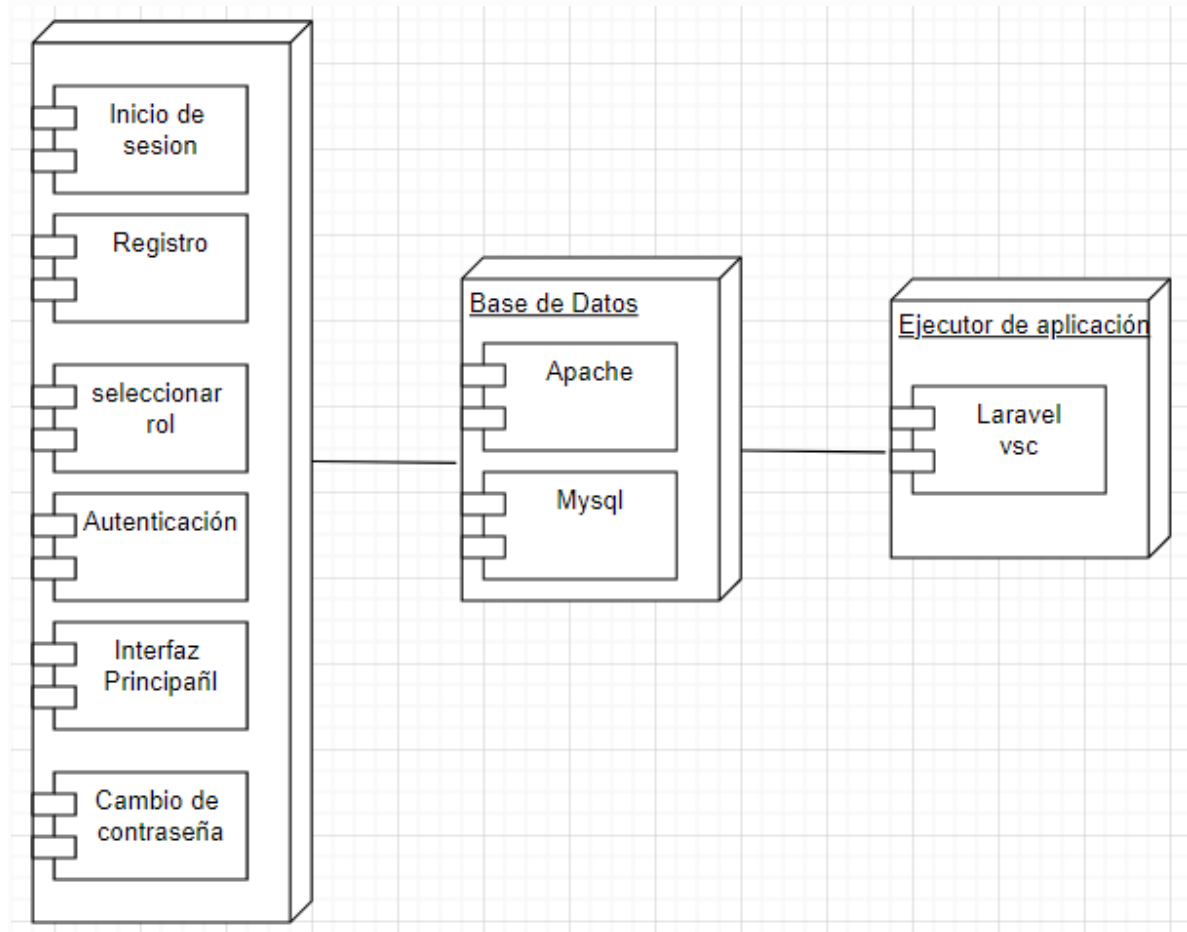 Inicio de
sesion
Registro
seleccionar
rol
Autenticación
Interfaz
Principañl
Cambio de
contraseña
Base de Datos
Apache
Mysql
Ejecutor de aplicación
Laravel
vsc